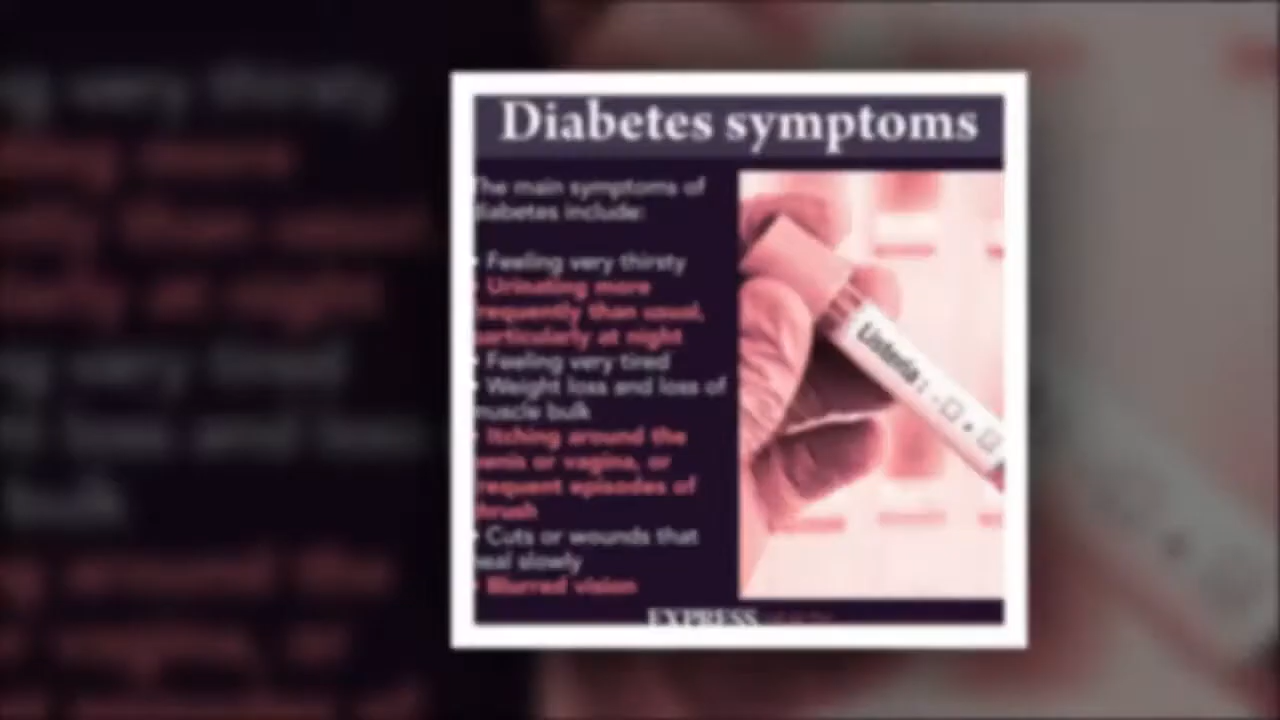 Diabetes symptoms
The main symptoms of
diabetes include:
• Feeling very thirsty
• Urinating more
frequently than usual,
particularly at night
• Feeling very tired
• Weight loss and loss of
muscle bulk
• Itching around the
penis or vagina, or
frequent episodes of
thrush
• Cuts or wounds that
heal slowly
• Blurred vision
Listeria : - □ + □
EXPRESS